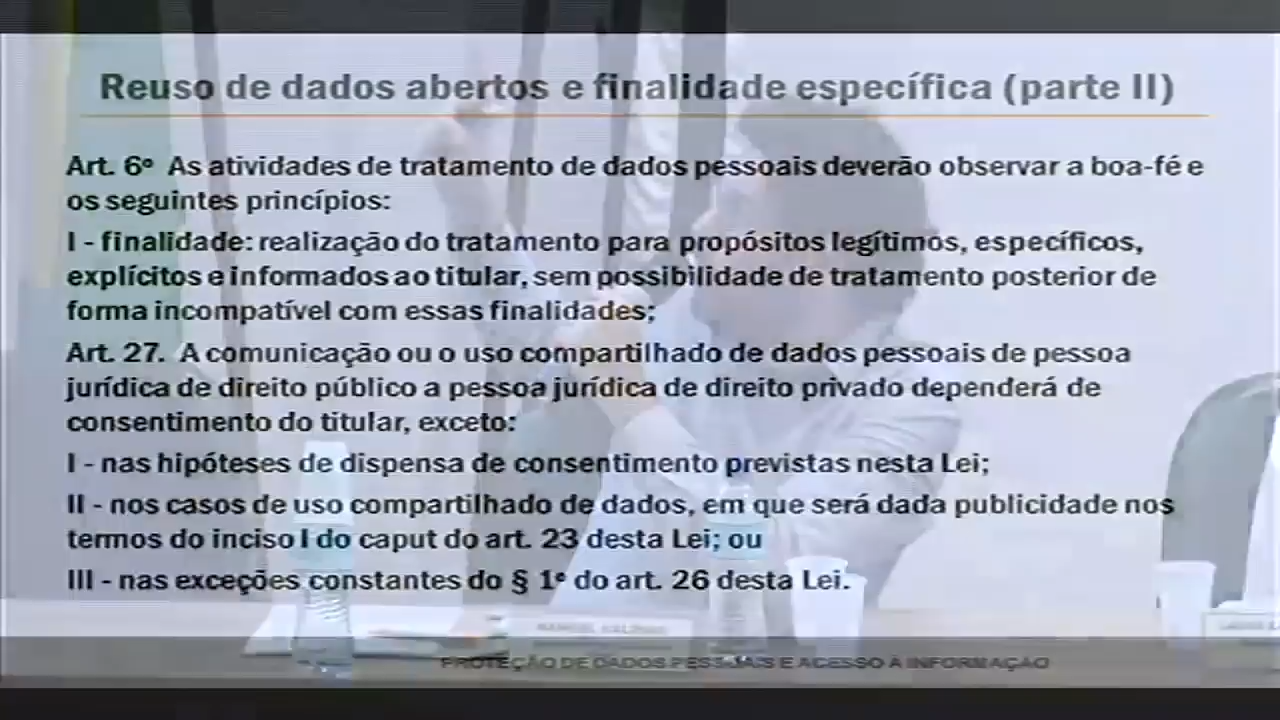 Reuso de dados abertos e finalidade específica (parte II)
Art. 6º As atividades de tratamento de dados pessoais deverão observar a boa-fé e
os seguintes princípios:
I - finalidade: realização do tratamento para propósitos legítimos, específicos,
explícitos e informados ao titular, sem possibilidade de tratamento posterior de
forma incompatível com essas finalidades;
Art. 27. A comunicação ou o uso compartilhado de dados pessoais de pessoa
jurídica de direito público a pessoa jurídica de direito privado dependerá de
consentimento do titular, exceto:
I - nas hipóteses de dispensa de consentimento previstas nesta Lei;
II - nos casos de uso compartilhado de dados, em que será dada publicidade nos
termos do inciso I do caput do art. 23 desta Lei; ou
III - nas exceções constantes do § 1º do art. 26 desta Lei.
PROTEÇÃO DE DADOS PESSOAIS E ACESSO À INFORMAÇÃO